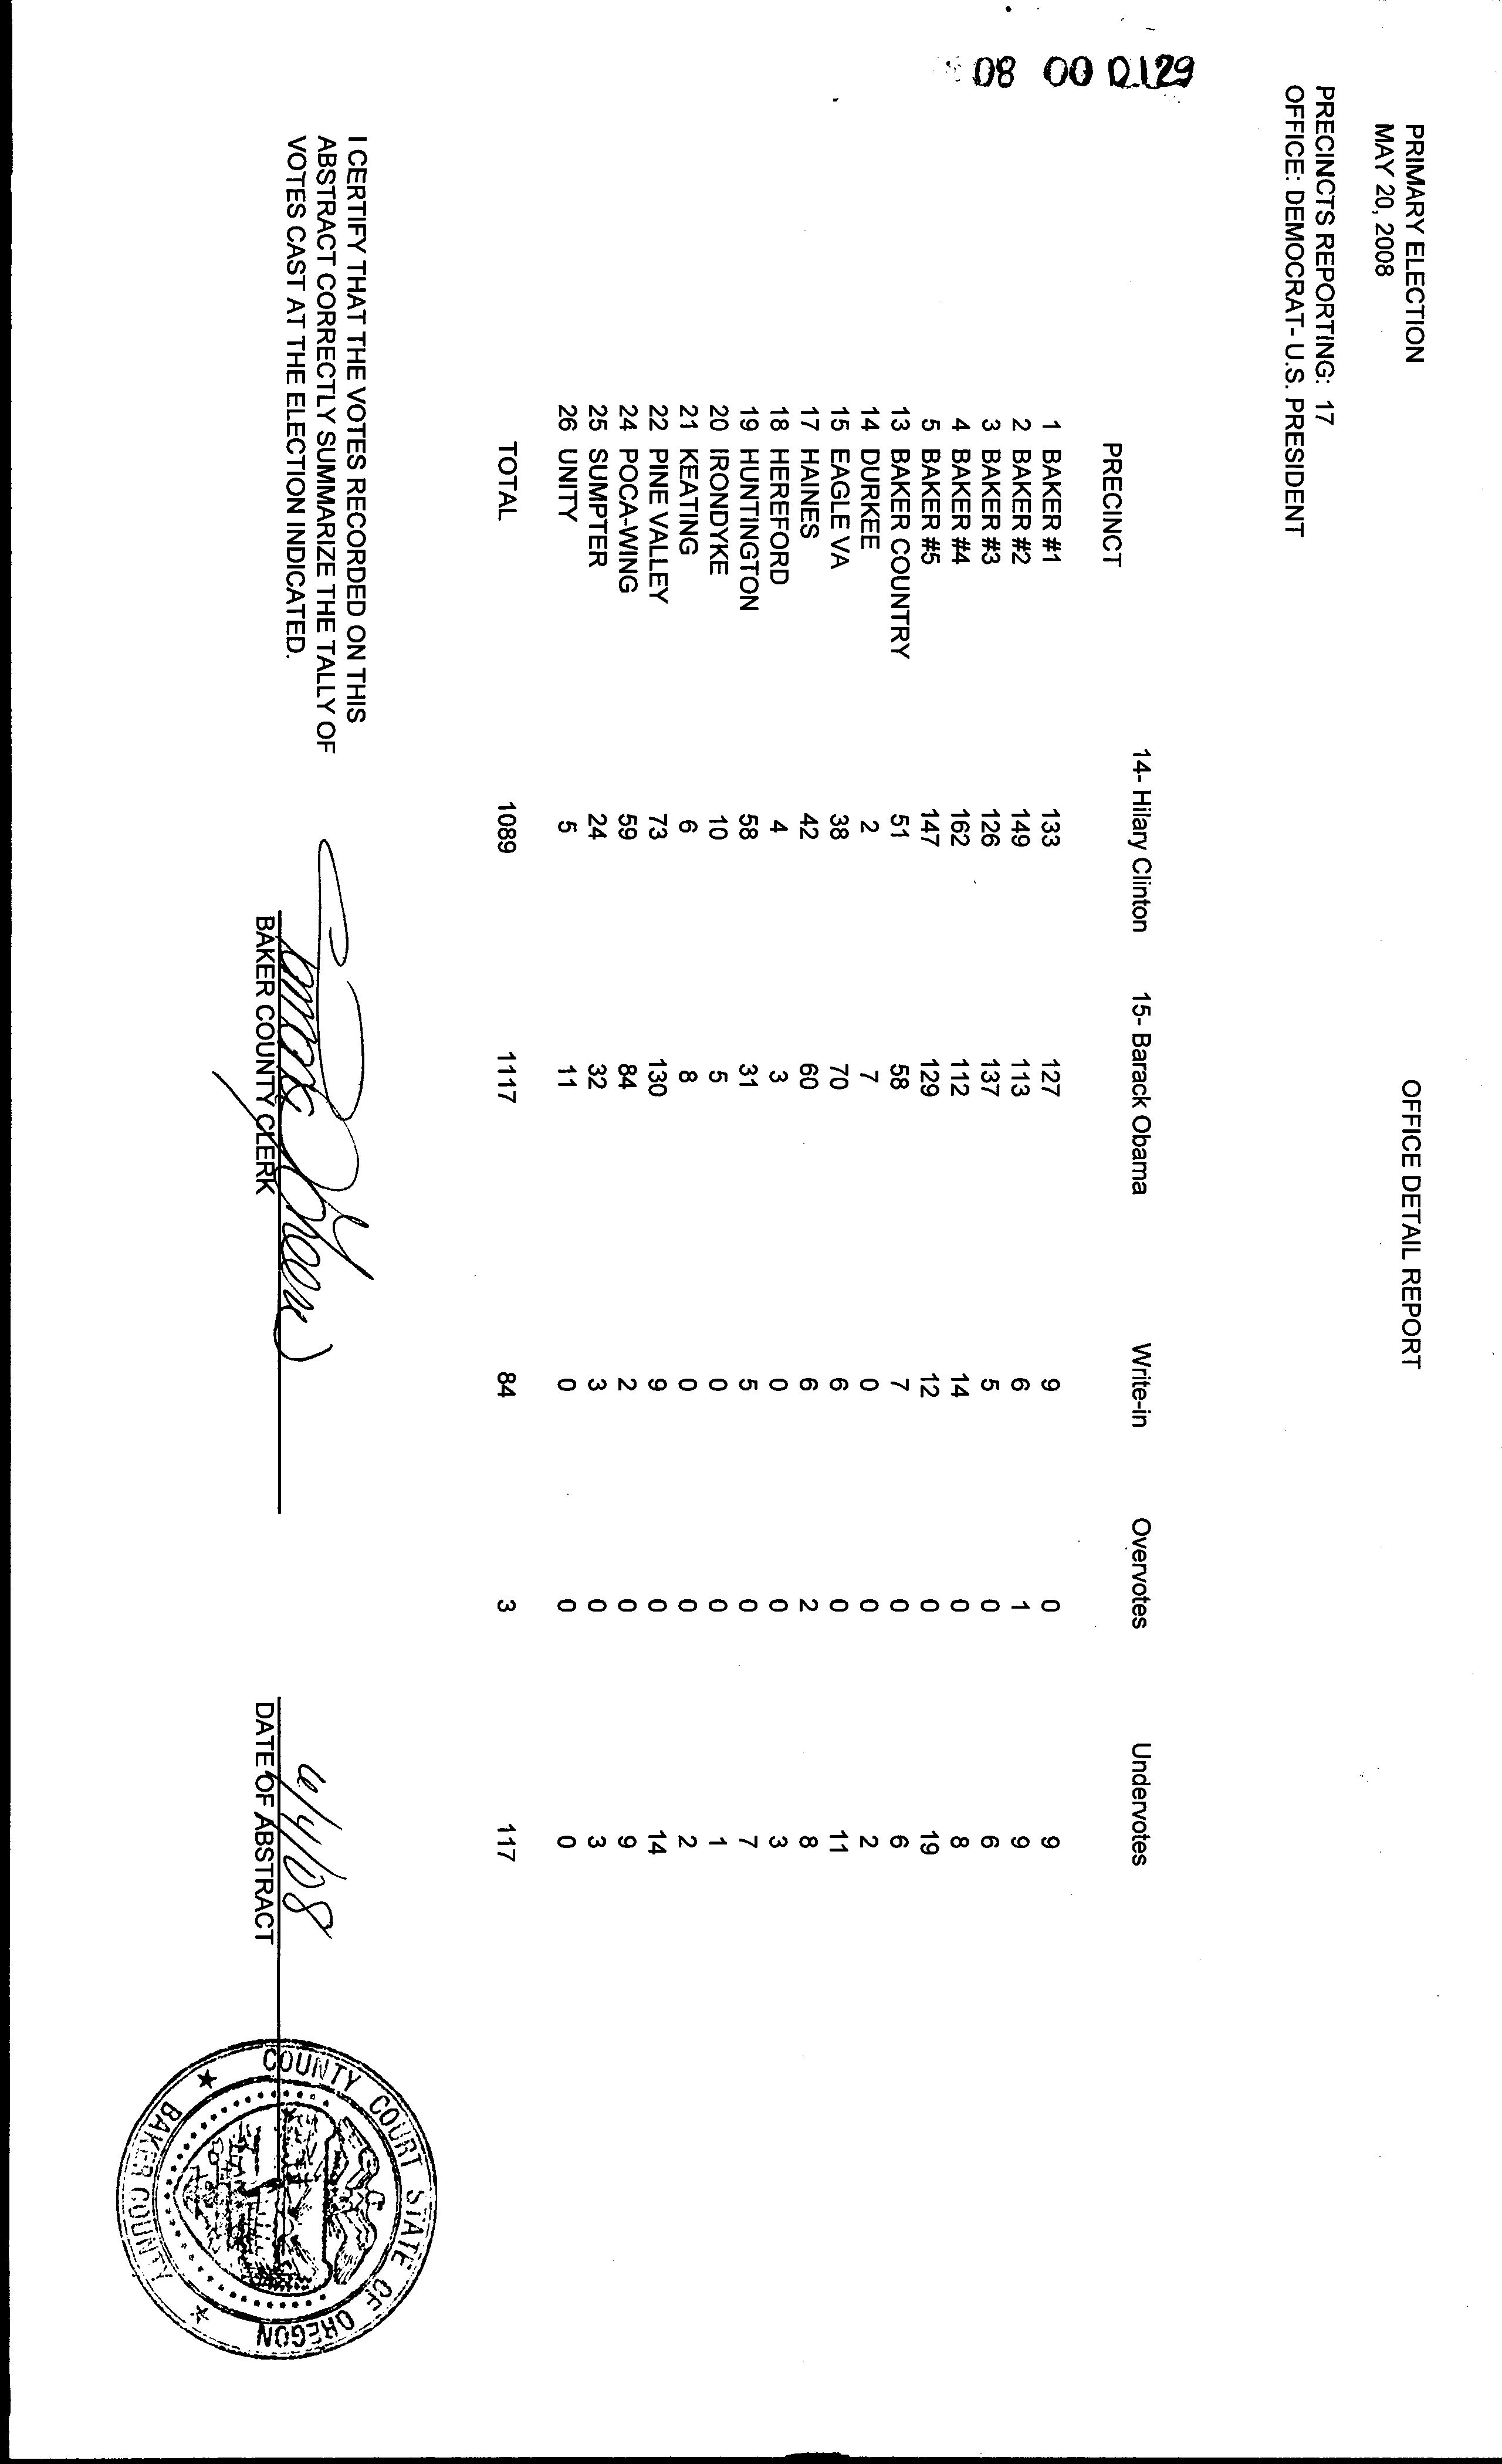 08 00 0129
PRIMARY ELECTION OFFICE DETAIL REPORT
MAY 20, 2008
PRECINCTS REPORTING: 17
OFFICE: DEMOCRAT- U.S. PRESIDENT
14- Hilary Clinton 15- Barack Obama Write-in Overvotes Undervotes
PRECINCT
1 BAKER #1 133 127 9 0 9
2 BAKER #2 149 113 6 1 9
3 BAKER #3 126 137 5 0 6
4 BAKER #4 162 112 14 0 8
5 BAKER #5 147 129 12 0 19
13 BAKER COUNTRY 51 58 7 0 6
14 DURKEE 2 7 0 0 2
15 EAGLE VA 38 70 6 0 11
17 HAINES 42 60 6 2 8
18 HEREFORD 4 3 0 0 3
19 HUNTINGTON 58 31 5 0 7
20 IRONDYKE 10 5 0 0 1
21 KEATING 6 8 0 0 2
22 PINE VALLEY 73 130 9 0 14
24 POCA-WING 59 84 2 0 9
25 SUMPTER 24 32 3 0 3
26 UNITY 5 11 0 0 0
TOTAL 1089 1117 84 3 117
I CERTIFY THAT THE VOTES RECORDED ON THIS
ABSTRACT CORRECTLY SUMMARIZE THE TALLY OF
VOTES CAST AT THE ELECTION INDICATED.
6/4/08
BAKER COUNTY CLERK DATE OF ABSTRACT
COUNTY COURT STATE OF OREGON
BAKER COUNTY